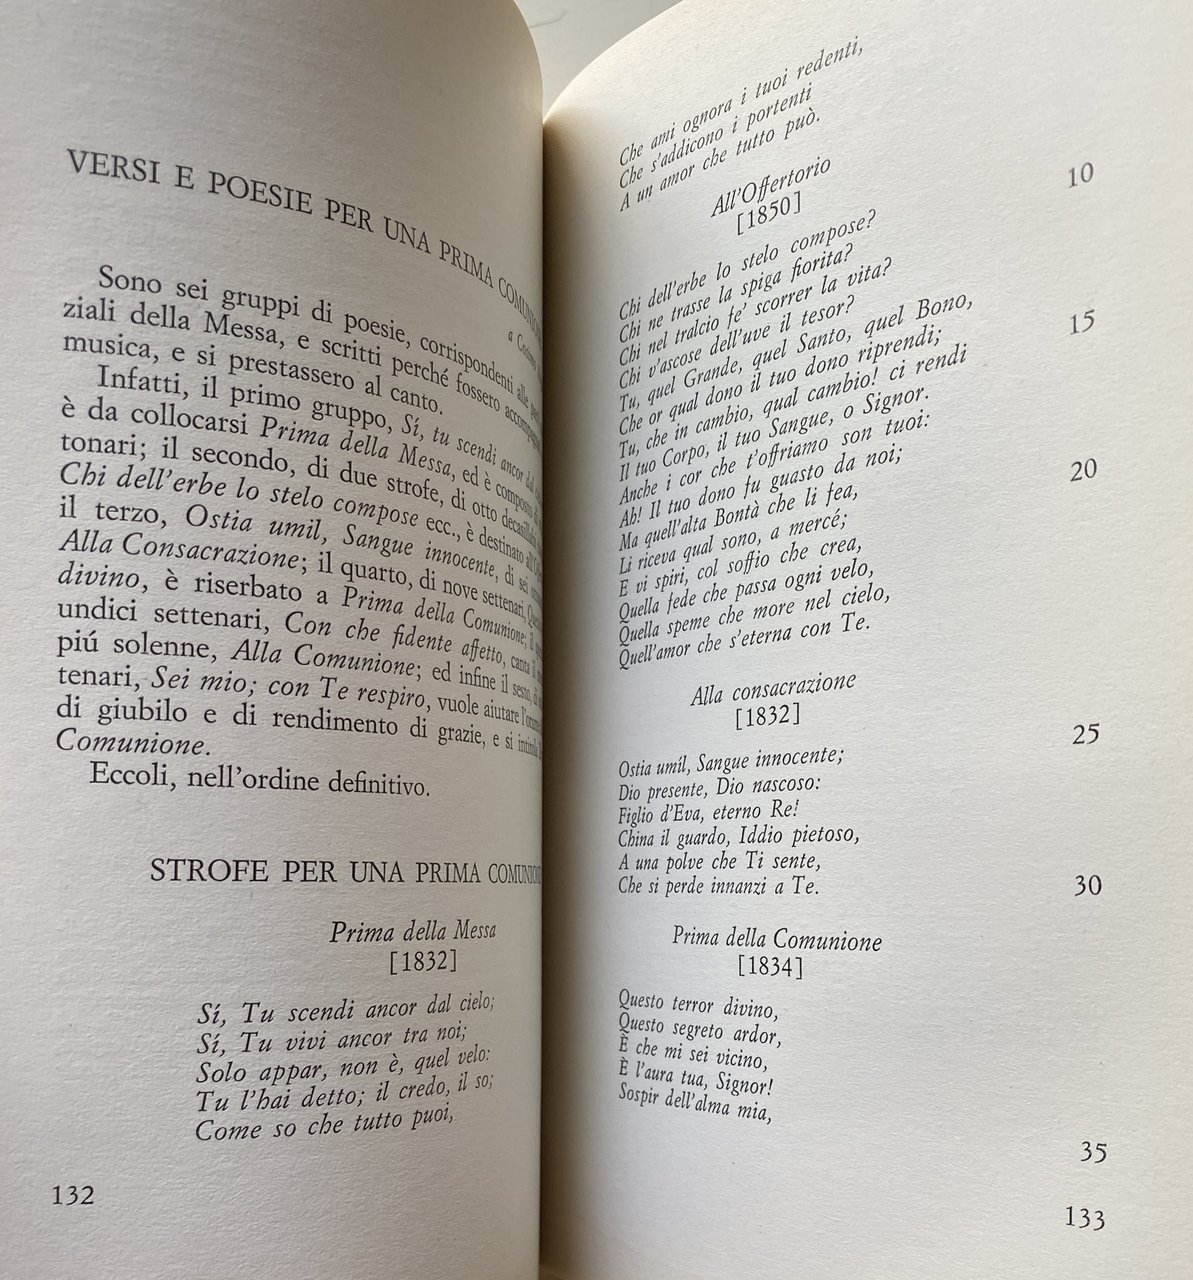 VERSI E POESIE PER UNA PRIMA COMUNIONE
a Cosimo
Sono sei gruppi di poesie, corrispondenti alle
ziali della Messa, e scritti perché fossero
musica, e si prestassero al canto.
Infatti, il primo gruppo, Sí, tu scendi ancor dal
è da collocarsi Prima della Messa, ed è composto di
tonari; il secondo, di due strofe, di otto decasillabi
Chi dell'erbe lo stelo compose ecc., è destinato
il terzo, Ostia umil, Sangue innocente, di sei
Alla Consacrazione; il quarto, di nove settenari,
divino, è riserbato a Prima della Comunione; il
undici settenari, Con che fidente affetto, canta il
piú solenne, Alla Comunione; ed infine il sesto, di
tenari, Sei mio; con Te respiro, vuole aiutare
di giubilo e di rendimento di grazie, e si intitola
Comunione.
Eccoli, nell'ordine definitivo.
STROFE PER UNA PRIMA COMUNIONE
Prima della Messa
[1832]
Sí, Tu scendi ancor dal cielo;
Sí, Tu vivi ancor tra noi;
Solo appar, non è, quel velo:
Tu l'hai detto; il credo, il so;
Come so che tutto puoi,
132
Che ami ognora i tuoi redenti,
Che s'addicono i portenti
A un amor che tutto può.
All'Offertorio
[1850]
10
Chi dell'erbe lo stelo compose?
Chi ne trasse la spiga fiorita?
Chi nel tralcio fe' scorrer la vita?
Chi v'ascose dell'uve il tesor?
Tu, quel Grande, quel Santo, quel Bono,
15
Che or qual dono il tuo dono riprendi;
Tu, che in cambio, qual cambio! ci rendi
Il tuo Corpo, il tuo Sangue, o Signor.
Anche i cor che t'offriamo son tuoi:
Ah! Il tuo dono fu guasto da noi;
20
Ma quell'alta Bontà che li fea,
Li riceva qual sono, a mercé;
E vi spiri, col soffio che crea,
Quella fede che passa ogni velo,
Quella speme che more nel cielo,
Quell'amor che s'eterna con Te.
Alla consacrazione
[1832]
25
Ostia umil, Sangue innocente;
Dio presente, Dio nascoso:
Figlio d'Eva, eterno Re!
China il guardo, Iddio pietoso,
A una polve che Ti sente,
Che si perde innanzi a Te.
30
Prima della Comunione
[1834]
Questo terror divino,
Questo segreto ardor,
È che mi sei vicino,
È l'aura tua, Signor!
Sospir dell'alma mia,
35
133